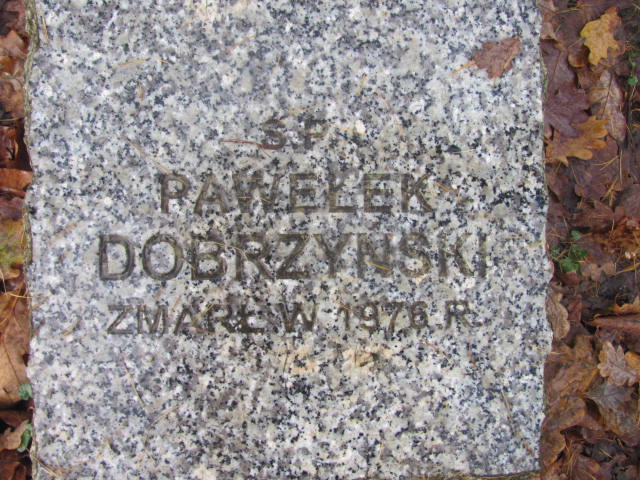 Ś.P.
PAWEŁEK
DOBRZYŃSKI
ZMARŁ W 1976 R.